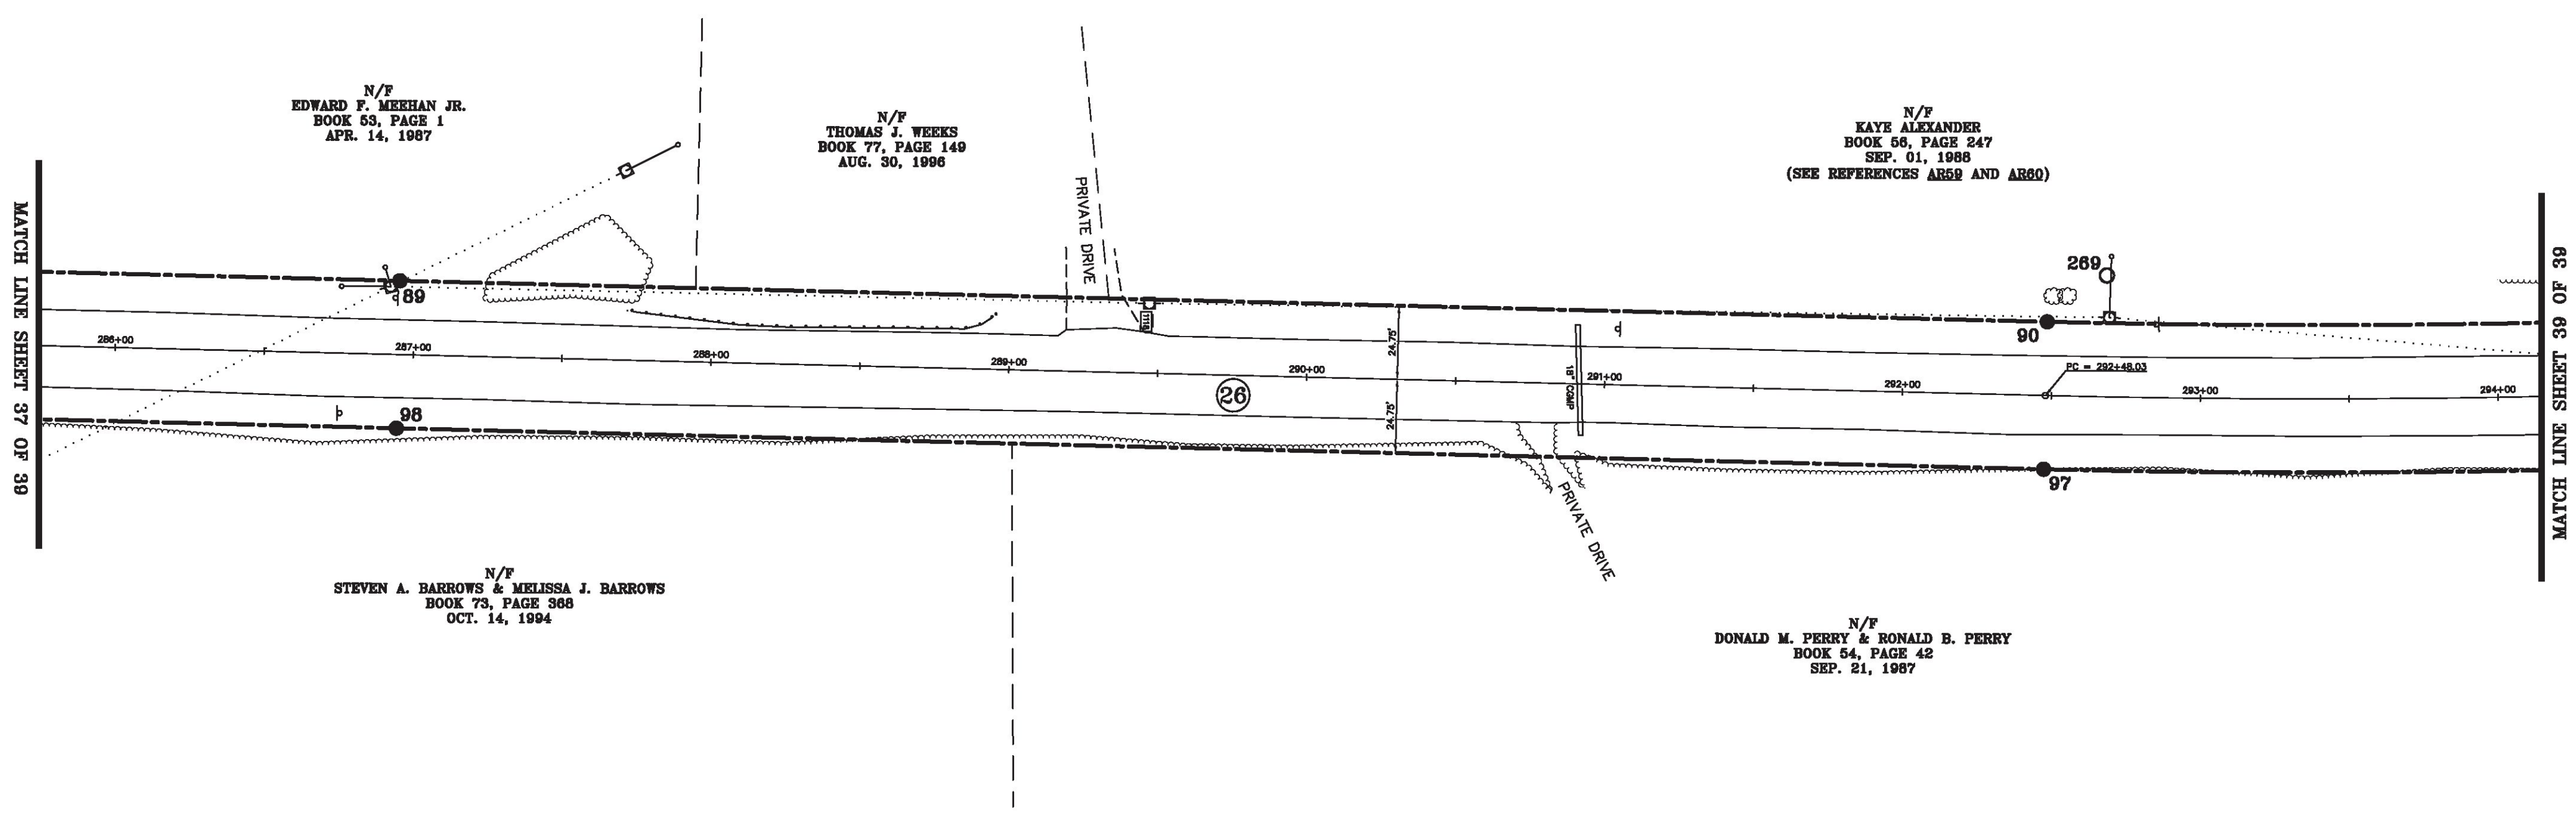 N/F
EDWARD F. MEEHAN JR.
BOOK 53, PAGE 1
APR. 14, 1987
N/F
THOMAS J. WEEKS
BOOK 77, PAGE 149
AUG. 30, 1996
N/F
KAYE ALEXANDER
BOOK 56, PAGE 247
SEP. 01, 1988
(SEE REFERENCES AR59 AND AR60)
MATCH LINE SHEET 37 OF 39
PRIVATE DRIVE
MATCH LINE SHEET 39 OF 39
89
269
90
24.75'
286+00
287+00
288+00
289+00
290+00
291+00
292+00
293+00
294+00
PC = 292+48.03
18" CGMP
26
24.75'
98
97
PRIVATE DRIVE
N/F
STEVEN A. BARROWS & MELISSA J. BARROWS
BOOK 73, PAGE 368
OCT. 14, 1994
N/F
DONALD M. PERRY & RONALD B. PERRY
BOOK 54, PAGE 42
SEP. 21, 1987